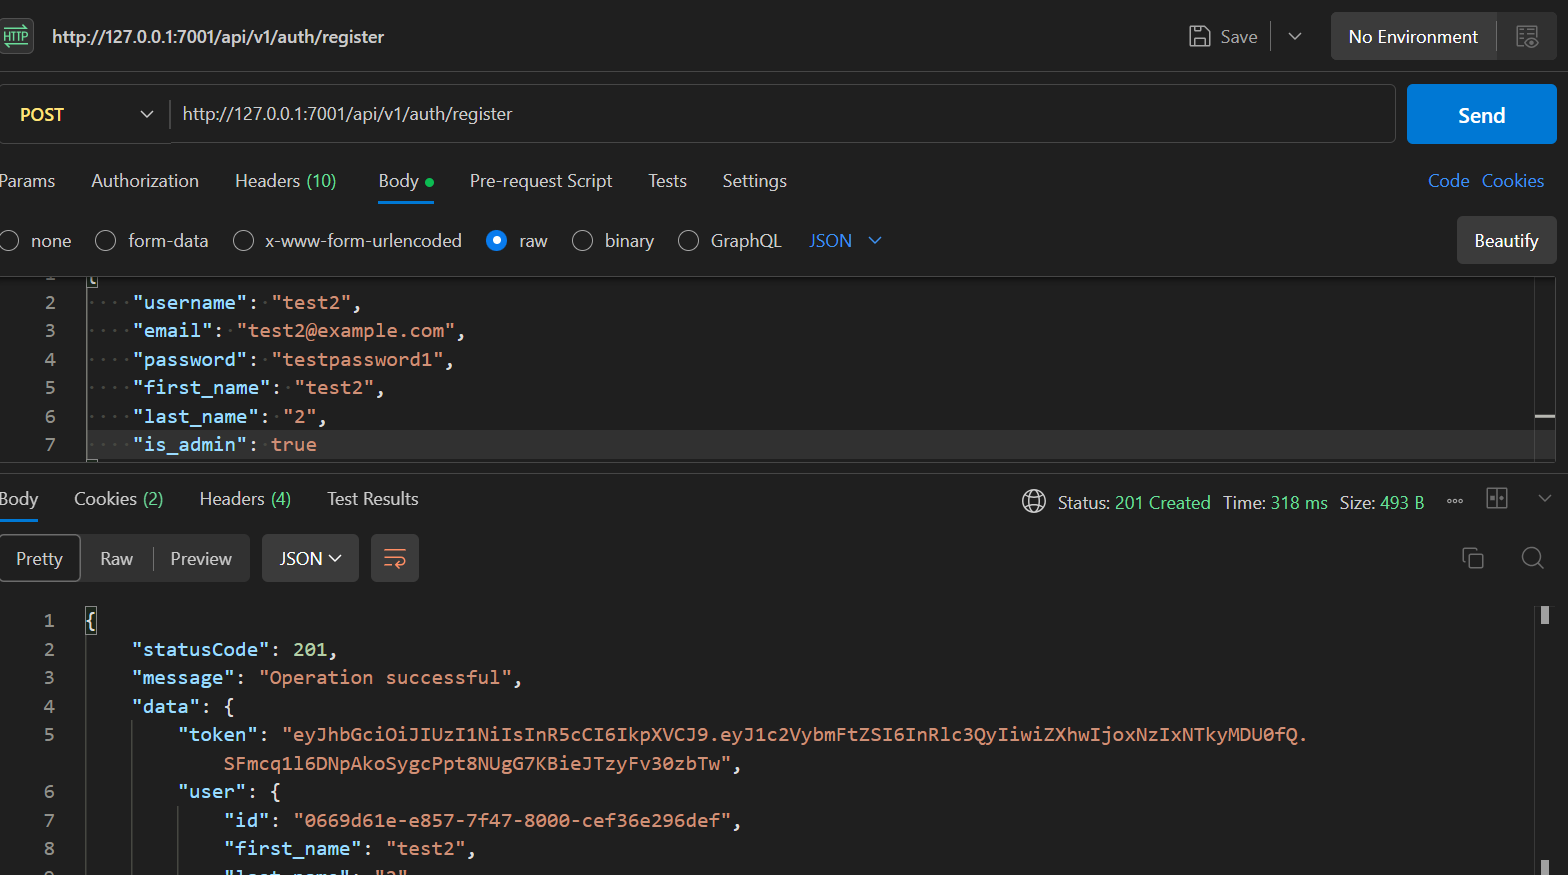 HTTP http://127.0.0.1:7001/api/v1/auth/register Save No Environment
POST http://127.0.0.1:7001/api/v1/auth/register Send
Params Authorization Headers (10) Body Pre-request Script Tests Settings Code Cookies
none form-data x-www-form-urlencoded raw binary GraphQL JSON Beautify
1 {
2 "username": "test2",
3 "email": "test2@example.com",
4 "password": "testpassword1",
5 "first_name": "test2",
6 "last_name": "2",
7 "is_admin": true
Body Cookies (2) Headers (4) Test Results Status: 201 Created Time: 318 ms Size: 493 B
Pretty Raw Preview JSON
1 {
2 "statusCode": 201,
3 "message": "Operation successful",
4 "data": {
5 "token": "eyJhbGciOiJIUzI1NiIsInR5cCI6IkpXVCJ9.eyJ1c2VybmFtZSI6InRlc3QyIiwiZXhwIjoxNzIxNTkyMDU0fQ.
SFmcq1l6DNpAkoSygcPpt8NUgG7KBieJTzyFv30zbTw",
6 "user": {
7 "id": "0669d61e-e857-7f47-8000-cef36e296def",
8 "first_name": "test2",
9 "last_name": "2"